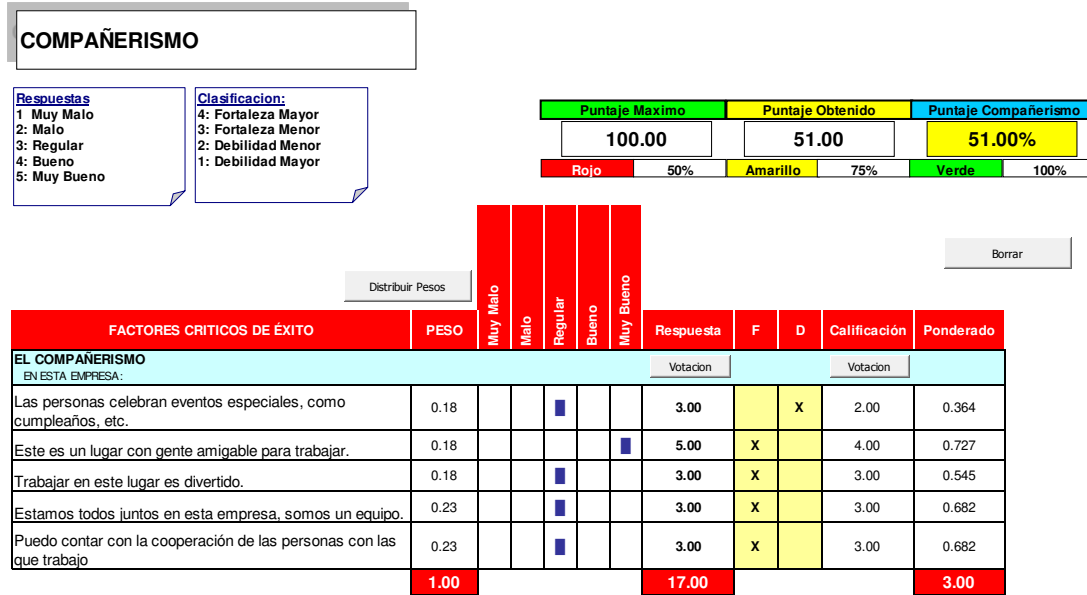 COMPAÑERISMO
Respuestas
1 Muy Malo
2: Malo
3: Regular
4: Bueno
5: Muy Bueno
Clasificacion:
4: Fortaleza Mayor
3: Fortaleza Menor
2: Debilidad Menor
1: Debilidad Mayor
Puntaje Maximo Puntaje Obtenido Puntaje Compañerismo
100.00 51.00 51.00%
Rojo 50% Amarillo 75% Verde 100%
Borrar
Distribuir Pesos
FACTORES CRITICOS DE ÉXITO PESO Muy Malo Malo Regular Bueno Muy Bueno Respuesta F D Calificación Ponderado
EL COMPAÑERISMO
EN ESTA EMPRESA: Votacion Votacion
Las personas celebran eventos especiales, como
cumpleaños, etc. 0.18 3.00 X 2.00 0.364
Este es un lugar con gente amigable para trabajar. 0.18 5.00 X 4.00 0.727
Trabajar en este lugar es divertido. 0.18 3.00 X 3.00 0.545
Estamos todos juntos en esta empresa, somos un equipo. 0.23 3.00 X 3.00 0.682
Puedo contar con la cooperación de las personas con las
que trabajo 0.23 3.00 X 3.00 0.682
1.00 17.00 3.00